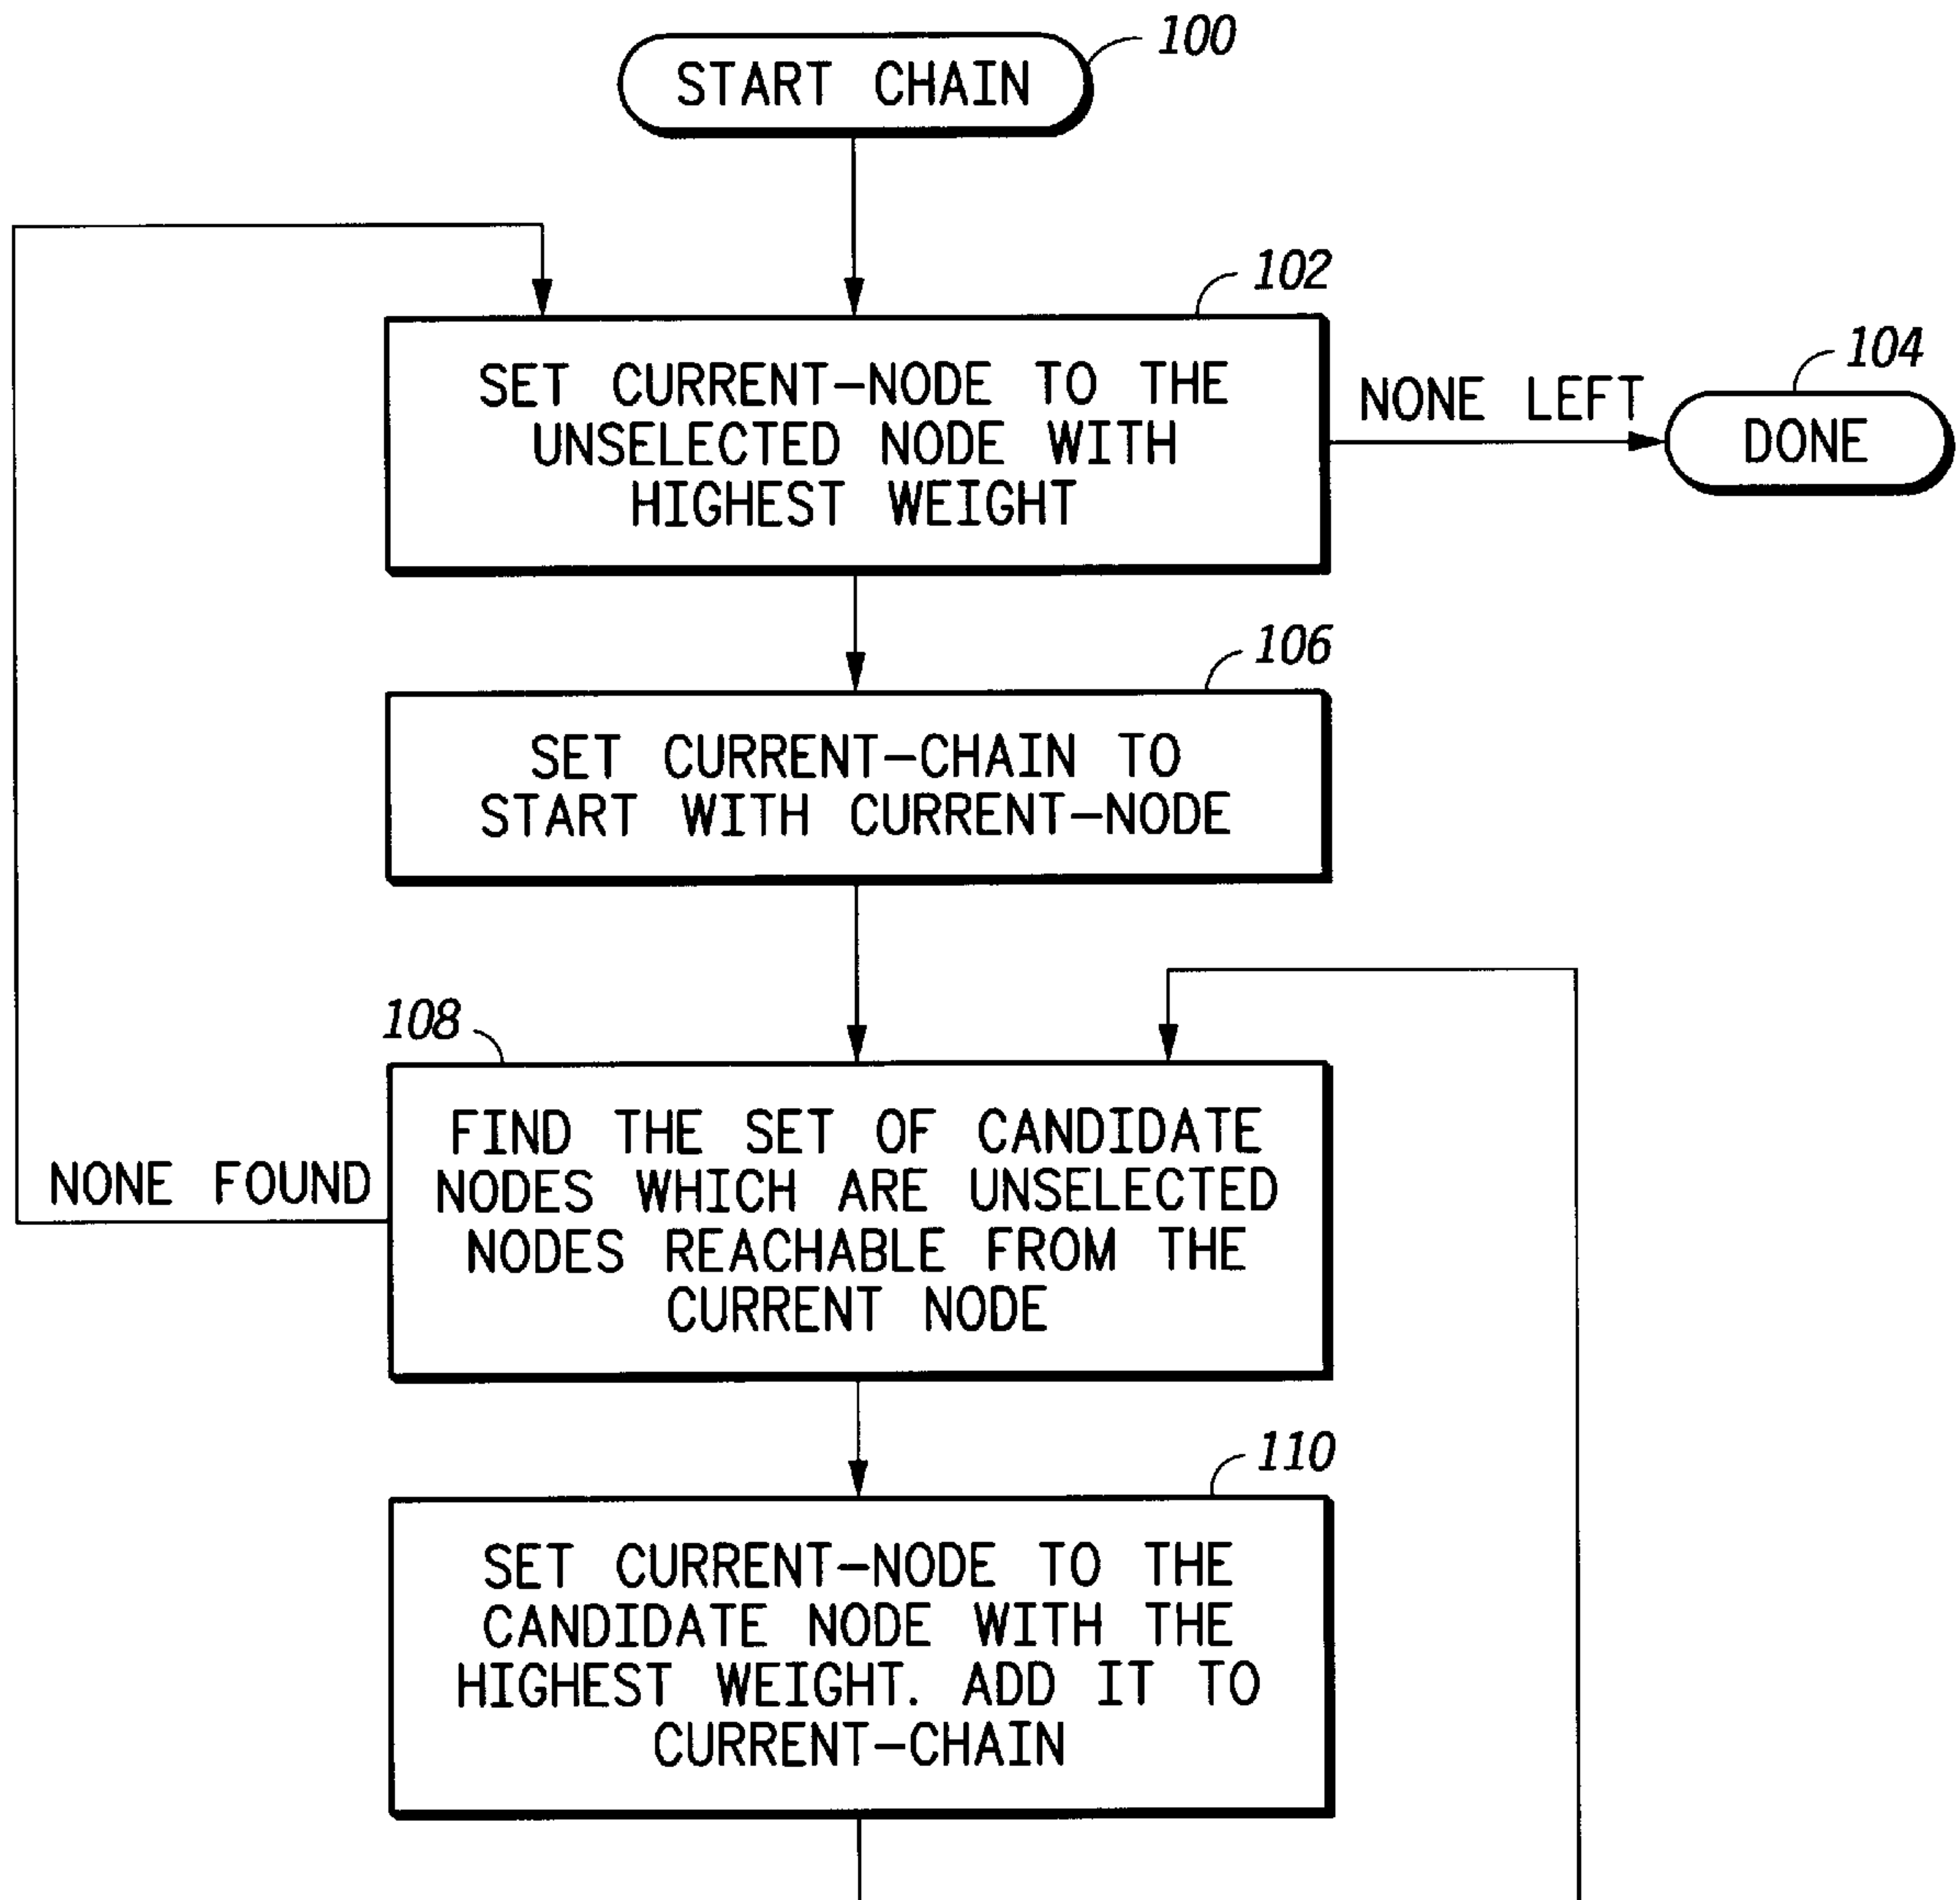 100
START CHAIN
102
SET CURRENT-NODE TO THE
UNSELECTED NODE WITH
HIGHEST WEIGHT
NONE LEFT
104
DONE
106
SET CURRENT-CHAIN TO
START WITH CURRENT-NODE
108
FIND THE SET OF CANDIDATE
NODES WHICH ARE UNSELECTED
NODES REACHABLE FROM THE
CURRENT NODE
NONE FOUND
110
SET CURRENT-NODE TO THE
CANDIDATE NODE WITH THE
HIGHEST WEIGHT. ADD IT TO
CURRENT-CHAIN